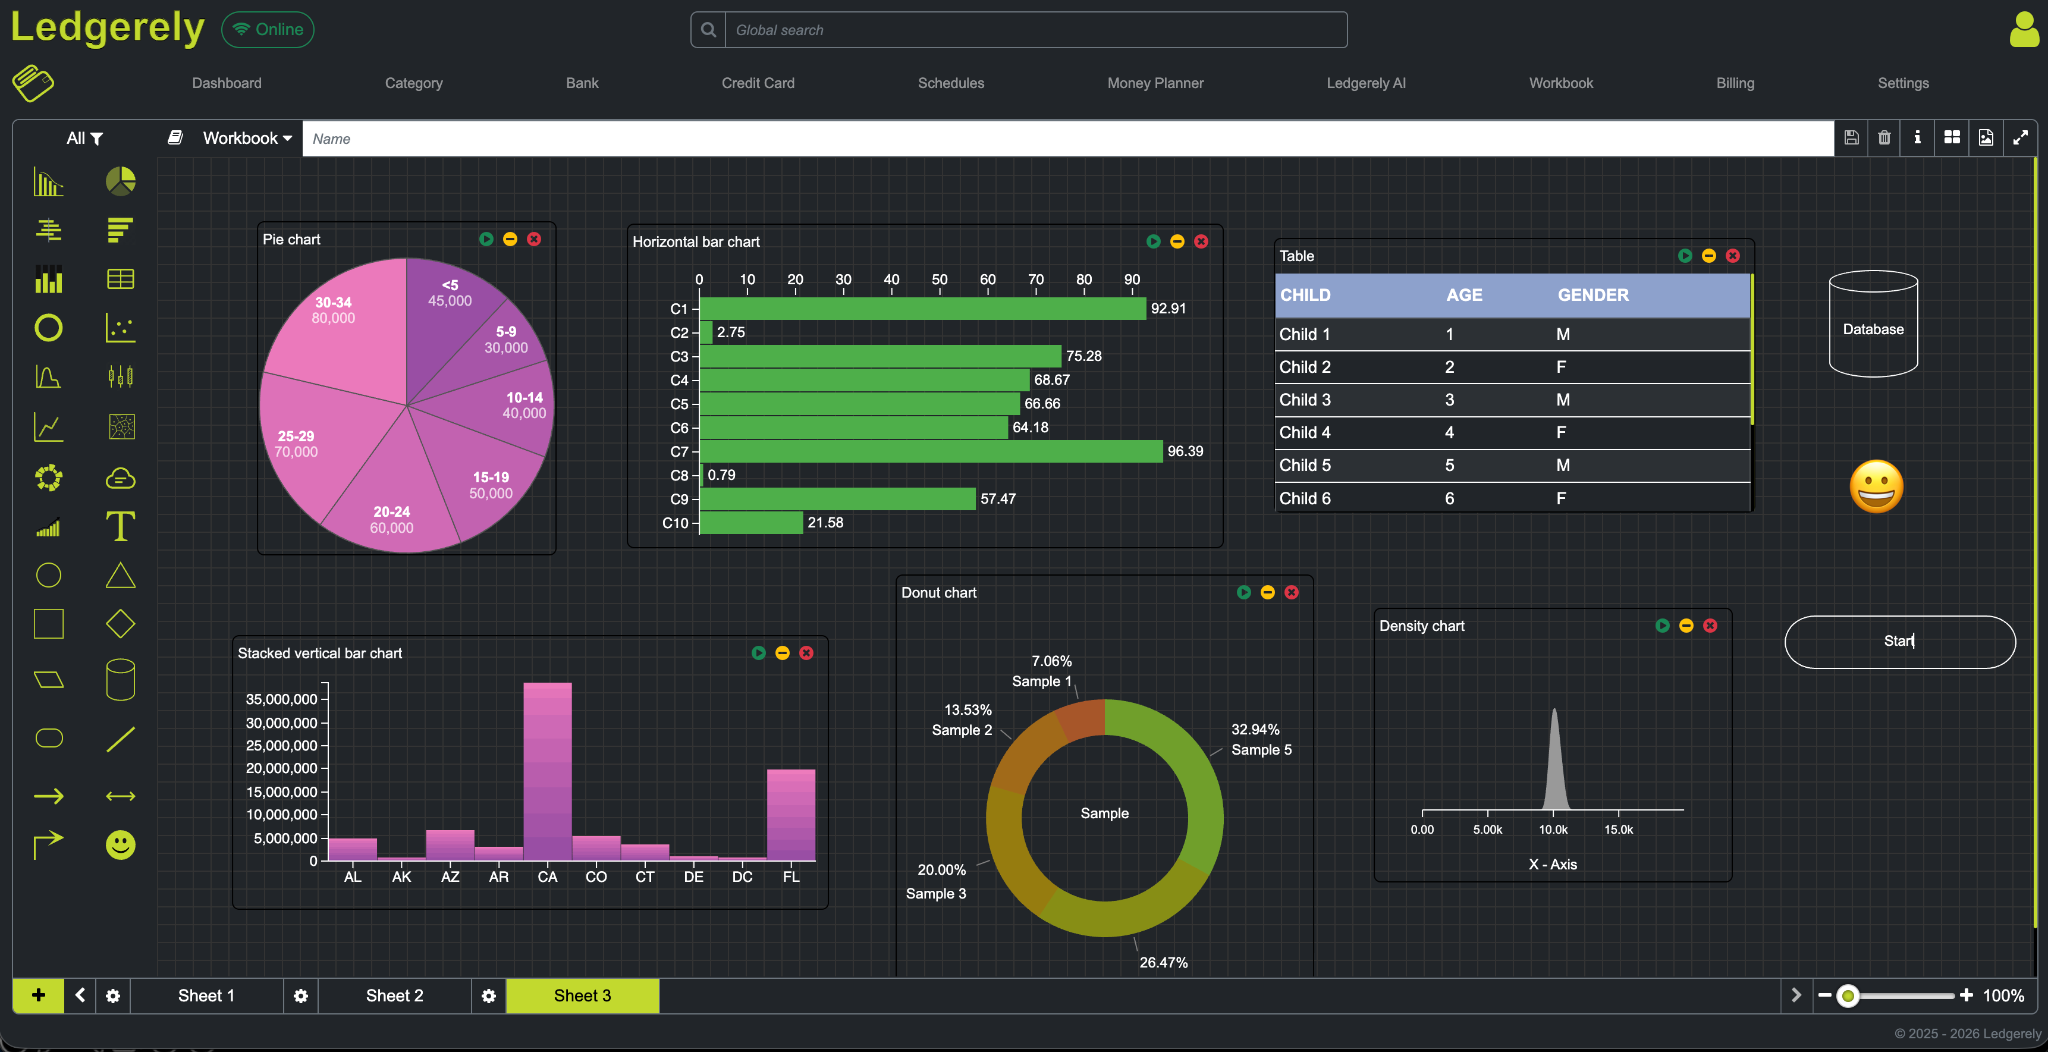 Ledgerely
Online
Global search
Dashboard
Category
Bank
Credit Card
Schedules
Money Planner
Ledgerely AI
Workbook
Billing
Settings
All
Workbook
Name
Pie chart
<5
45,000
5-9
30,000
10-14
40,000
15-19
50,000
20-24
60,000
25-29
70,000
30-34
80,000
Horizontal bar chart
0 10 20 30 40 50 60 70 80 90
C1 92.91
C2 2.75
C3 75.28
C4 68.67
C5 66.66
C6 64.18
C7 96.39
C8 0.79
C9 57.47
C10 21.58
Table
CHILD AGE GENDER
Child 1 1 M
Child 2 2 F
Child 3 3 M
Child 4 4 F
Child 5 5 M
Child 6 6 F
Database
Stacked vertical bar chart
35,000,000
30,000,000
25,000,000
20,000,000
15,000,000
10,000,000
5,000,000
0
AL AK AZ AR CA CO CT DE DC FL
Donut chart
7.06%
Sample 1
13.53%
Sample 2
32.94%
Sample 5
Sample
20.00%
Sample 3
26.47%
Density chart
0.00 5.00k 10.0k 15.0k
X - Axis
Start
Sheet 1
Sheet 2
Sheet 3
100%
© 2025 - 2026 Ledgerely